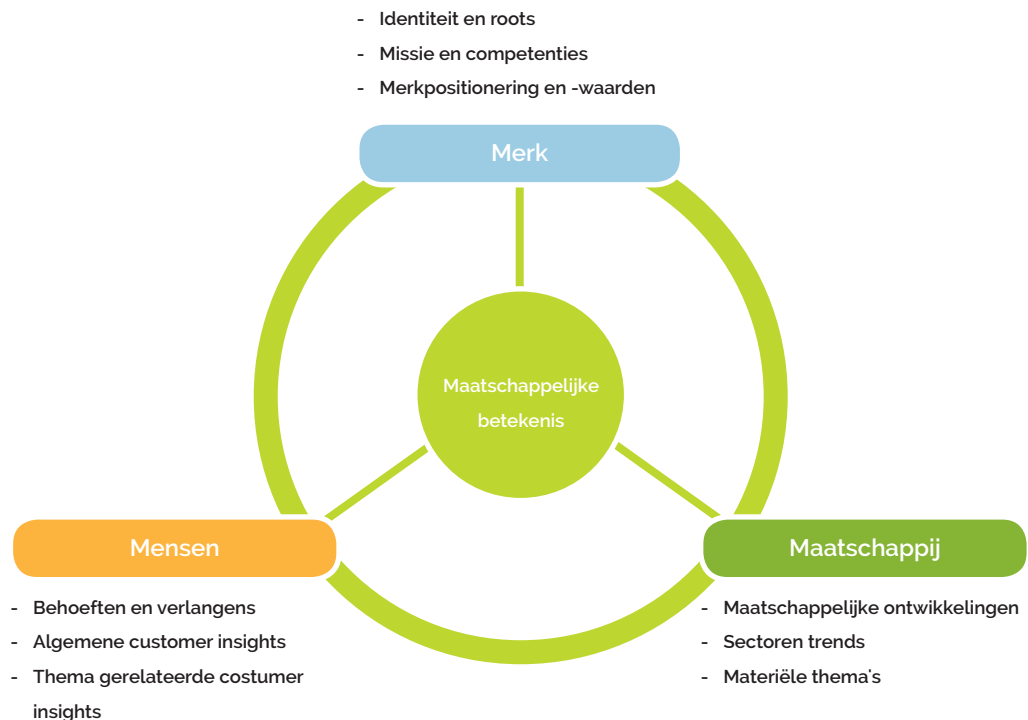 - Identiteit en roots
- Missie en competenties
- Merkpositionering en -waarden
Merk
Maatschappelijke
betekenis
Mensen
- Behoeften en verlangens
- Algemene customer insights
- Thema gerelateerde costumer
insights
Maatschappij
- Maatschappelijke ontwikkelingen
- Sectoren trends
- Materiële thema's